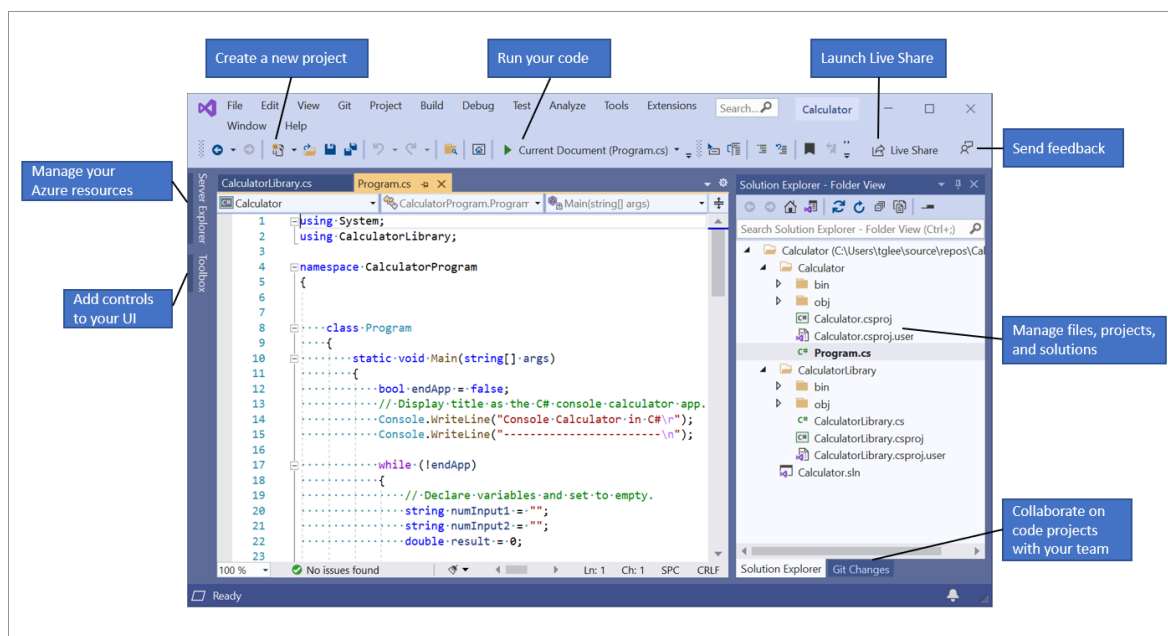 Create a new project
Run your code
Launch Live Share
File Edit View Git Project Build Debug Test Analyze Tools Extensions Search... Calculator
Window Help
Current Document (Program.cs) Live Share
Send feedback
Manage your
Azure resources
Server Explorer
Toolbox
Add controls
to your UI
CalculatorLibrary.cs Program.cs
Calculator CalculatorProgram.Program Main(string[] args)
1 using System;
2 using CalculatorLibrary;
3
4 namespace CalculatorProgram
5 {
6
7
8 class Program
9 {
10 static void Main(string[] args)
11 {
12 bool endApp = false;
13 // Display title as the C# console calculator app.
14 Console.WriteLine("Console Calculator in C#\r");
15 Console.WriteLine("------------------------\n");
16
17 while (!endApp)
18 {
19 // Declare variables and set to empty.
20 string numInput1 = "";
21 string numInput2 = "";
22 double result = 0;
23
100 % No issues found Ln: 1 Ch: 1 SPC CRLF
Solution Explorer - Folder View
Search Solution Explorer - Folder View (Ctrl+;)
Calculator (C:\Users\tglee\source\repos\Cal
Calculator
bin
obj
C# Calculator.csproj
Calculator.csproj.user
C# Program.cs
CalculatorLibrary
bin
obj
C# CalculatorLibrary.cs
C# CalculatorLibrary.csproj
CalculatorLibrary.csproj.user
Calculator.sln
Manage files, projects,
and solutions
Collaborate on
code projects
with your team
Solution Explorer Git Changes
Ready